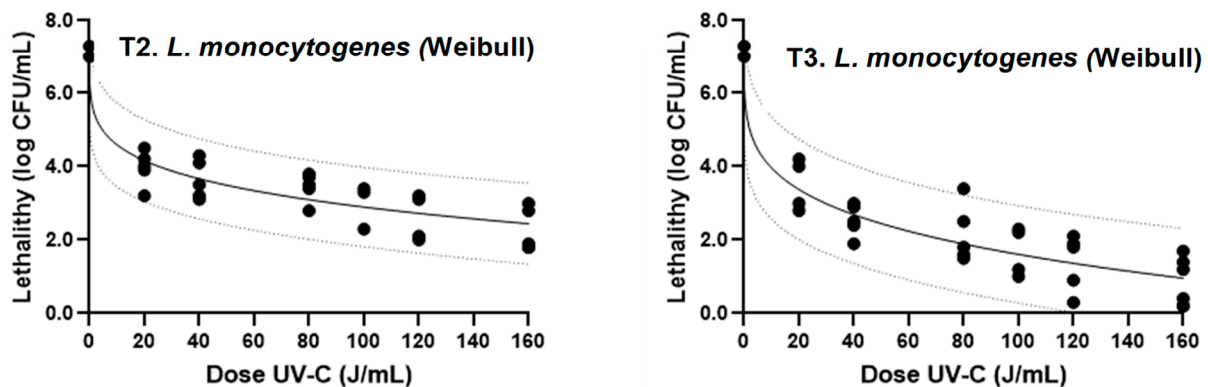 T2. L. monocytogenes (Weibull)
Lethalithy (log CFU/mL)
8.0
6.0
4.0
2.0
0.0
0 20 40 60 80 100 120 140 160
Dose UV-C (J/mL)
T3. L. monocytogenes (Weibull)
Lethalithy (log CFU/mL)
8.0
6.0
4.0
2.0
0.0
0 20 40 60 80 100 120 140 160
Dose UV-C (J/mL)